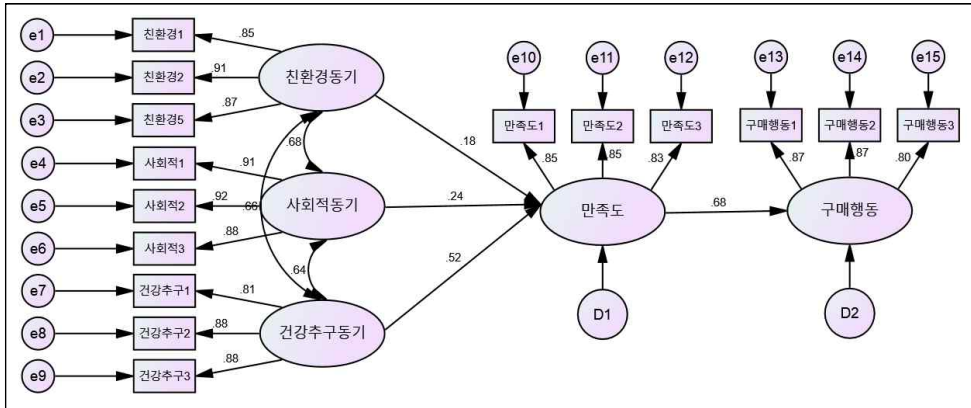 e1
친환경1
.85
e2
친환경2
.91
친환경동기
e3
친환경5
.87
e4
사회적1
.91
.68
e5
사회적2
.92
.66
사회적동기
e6
사회적3
.88
e7
건강추구1
.81
.64
e8
건강추구2
.88
건강추구동기
e9
건강추구3
.88
.18
.24
.52
e10
e11
e12
만족도1
만족도2
만족도3
.85
.85
.83
만족도
D1
.68
e13
e14
e15
구매행동1
구매행동2
구매행동3
.87
.87
.80
구매행동
D2